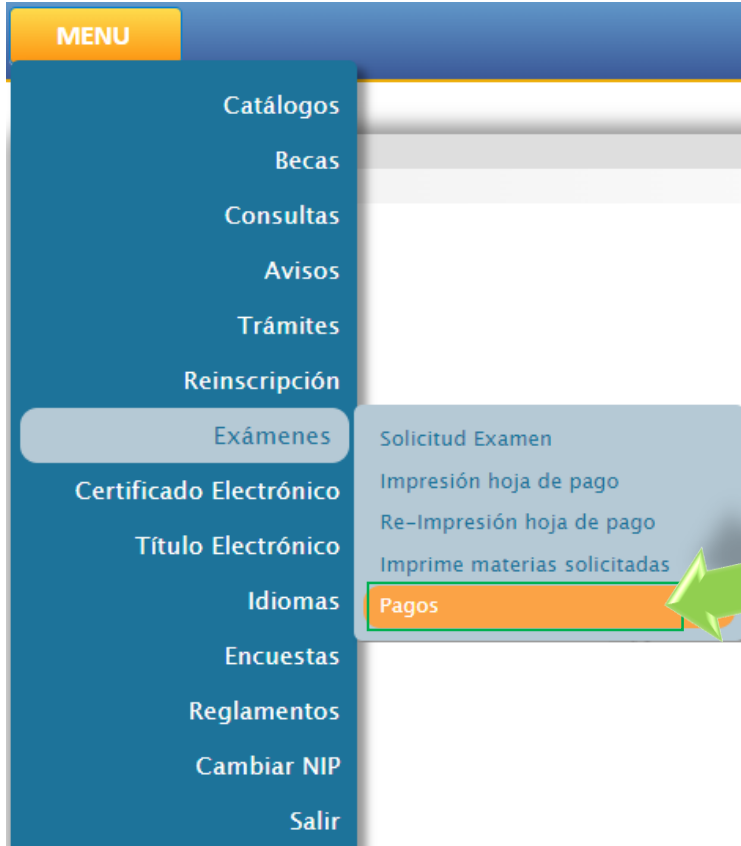 MENU
Catálogos
Becas
Consultas
Avisos
Trámites
Reinscripción
Exámenes
Solicitud Examen
Impresión hoja de pago
Re-Impresión hoja de pago
Imprime materias solicitadas
Pagos
Certificado Electrónico
Título Electrónico
Idiomas
Encuestas
Reglamentos
Cambiar NIP
Salir